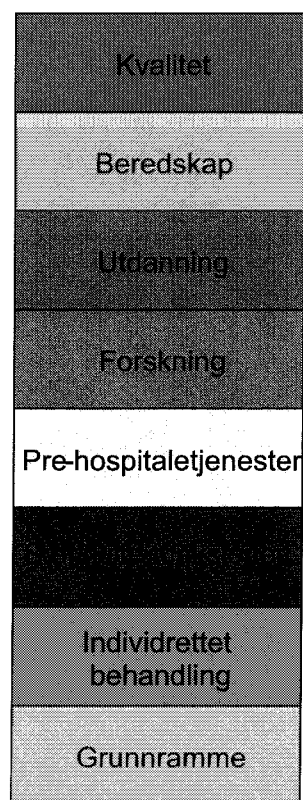 Kvalitet
Beredskap
Utdanning
Forskning
Pre-hospitaletjenester
Individrettet
behandling
Grunnramme